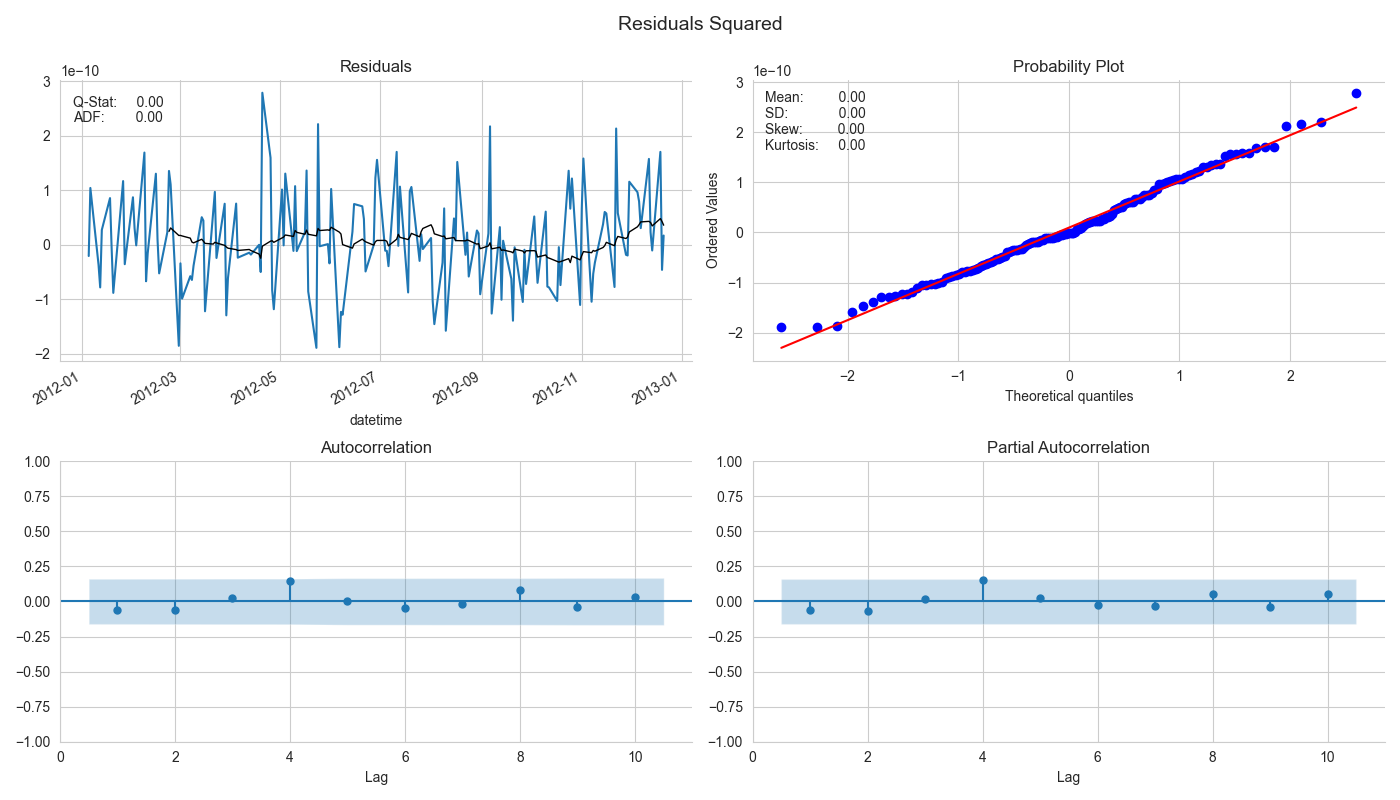 Residuals Squared
Residuals
1e−10
Q-Stat: 0.00
ADF: 0.00
3
2
1
0
−1
−2
2012-01
2012-03
2012-05
2012-07
2012-09
2012-11
2013-01
datetime
Probability Plot
1e−10
Mean: 0.00
SD: 0.00
Skew: 0.00
Kurtosis: 0.00
Ordered Values
3
2
1
0
−1
−2
−2 −1 0 1 2
Theoretical quantiles
Autocorrelation
1.00
0.75
0.50
0.25
0.00
−0.25
−0.50
−0.75
−1.00
0 2 4 6 8 10
Lag
Partial Autocorrelation
1.00
0.75
0.50
0.25
0.00
−0.25
−0.50
−0.75
−1.00
0 2 4 6 8 10
Lag